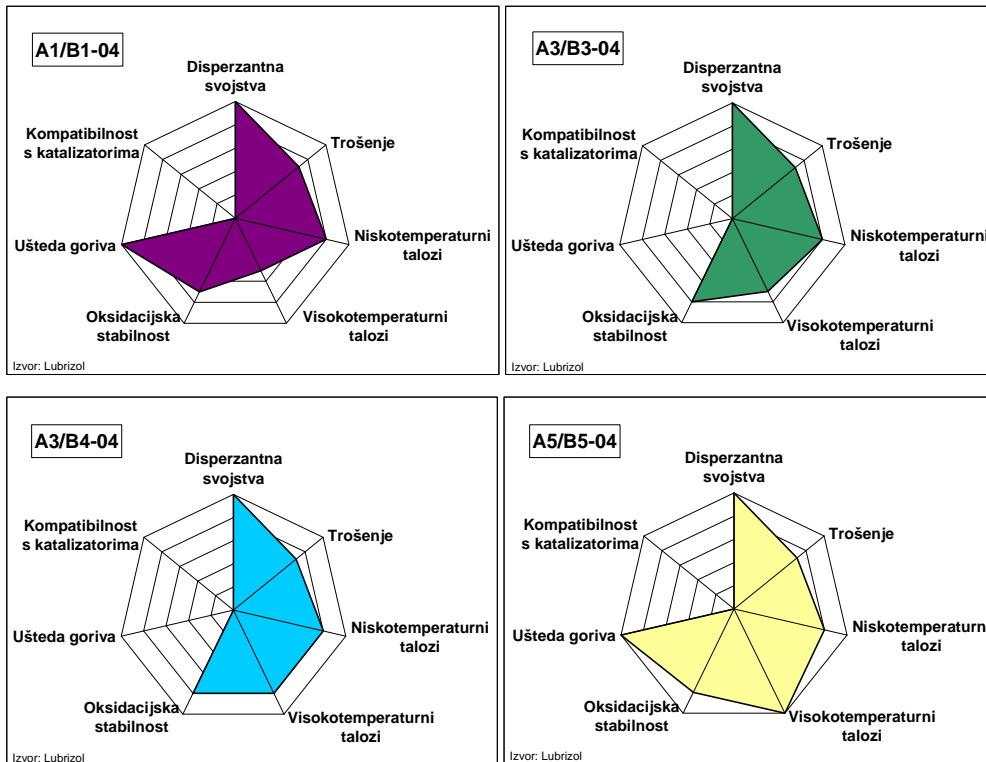 A1/B1-04
Disperzantna
svojstva
Kompatibilnost
s katalizatorima
Trošenje
Ušteda goriva
Niskotemperaturni
talozi
Oksidacijska
stabilnost
Visokotemperaturni
talozi
Izvor: Lubrizol
A3/B3-04
Disperzantna
svojstva
Kompatibilnost
s katalizatorima
Trošenje
Ušteda goriva
Niskotemperaturni
talozi
Oksidacijska
stabilnost
Visokotemperaturni
talozi
Izvor: Lubrizol
A3/B4-04
Disperzantna
svojstva
Kompatibilnost
s katalizatorima
Trošenje
Ušteda goriva
Niskotemperaturni
talozi
Oksidacijska
stabilnost
Visokotemperaturni
talozi
Izvor: Lubrizol
A5/B5-04
Disperzantna
svojstva
Kompatibilnost
s katalizatorima
Trošenje
Ušteda goriva
Niskotemperaturni
talozi
Oksidacijska
stabilnost
Visokotemperaturni
talozi
Izvor: Lubrizol